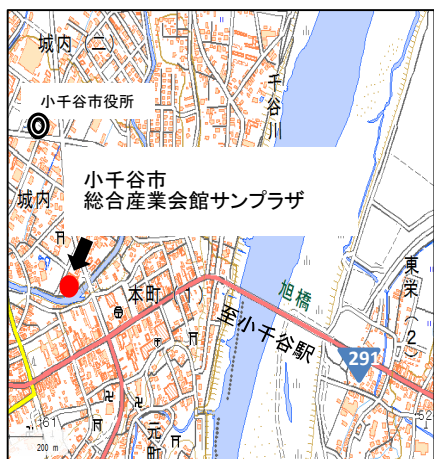 城内(二)
千谷川
小千谷市役所
小千谷市
総合産業会館サンプラザ
城内
本町(1)
旭橋
至小千谷駅
東栄(2)
291
元町
61
52
200 m